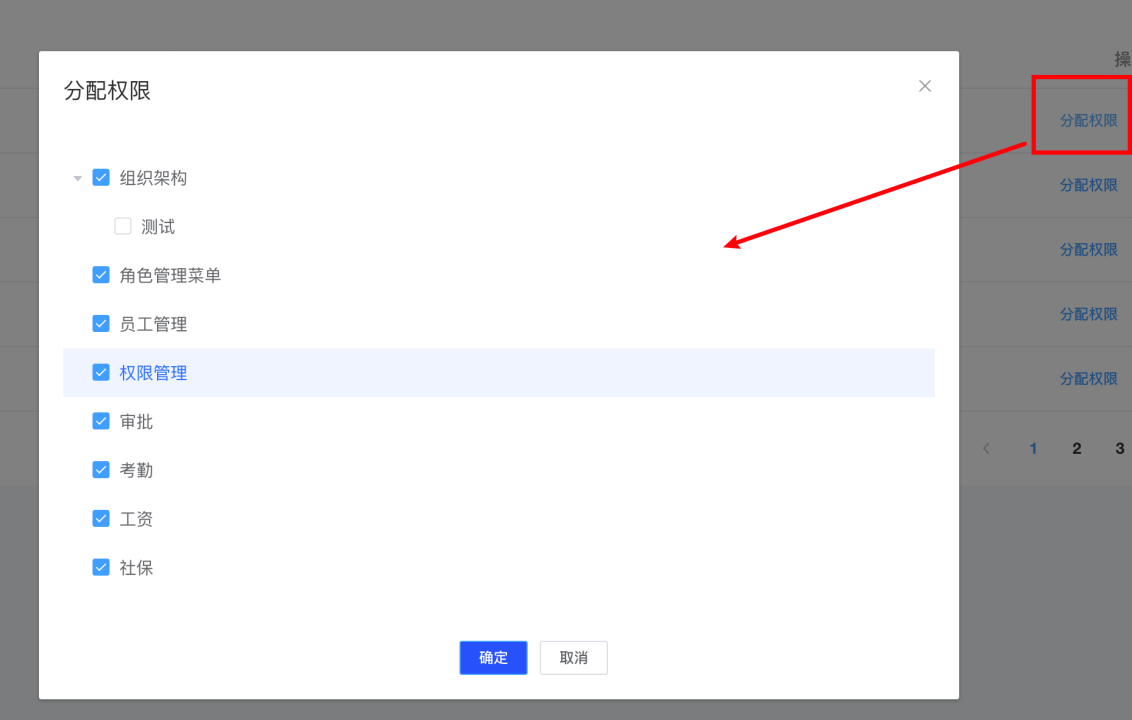 操
分配权限
分配权限
组织架构
测试
角色管理菜单
员工管理
权限管理
审批
考勤
工资
社保
确定
取消
分配权限
分配权限
分配权限
分配权限
1 2 3